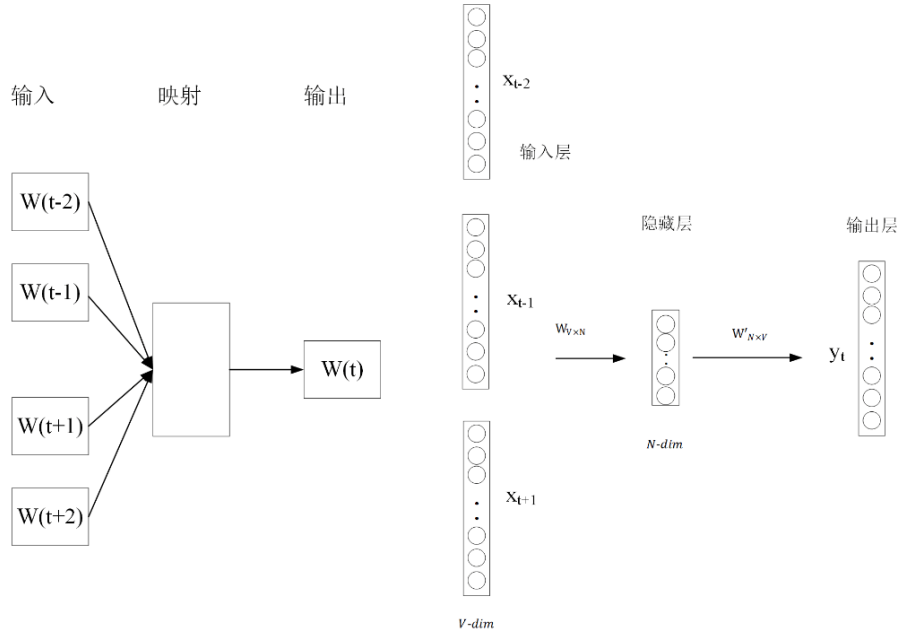 输入
映射
输出
W(t-2)
W(t-1)
W(t+1)
W(t+2)
W(t)
Xt-2
输入层
Xt-1
Xt+1
V-dim
WV×N
隐藏层
N-dim
W'N×V
输出层
yt